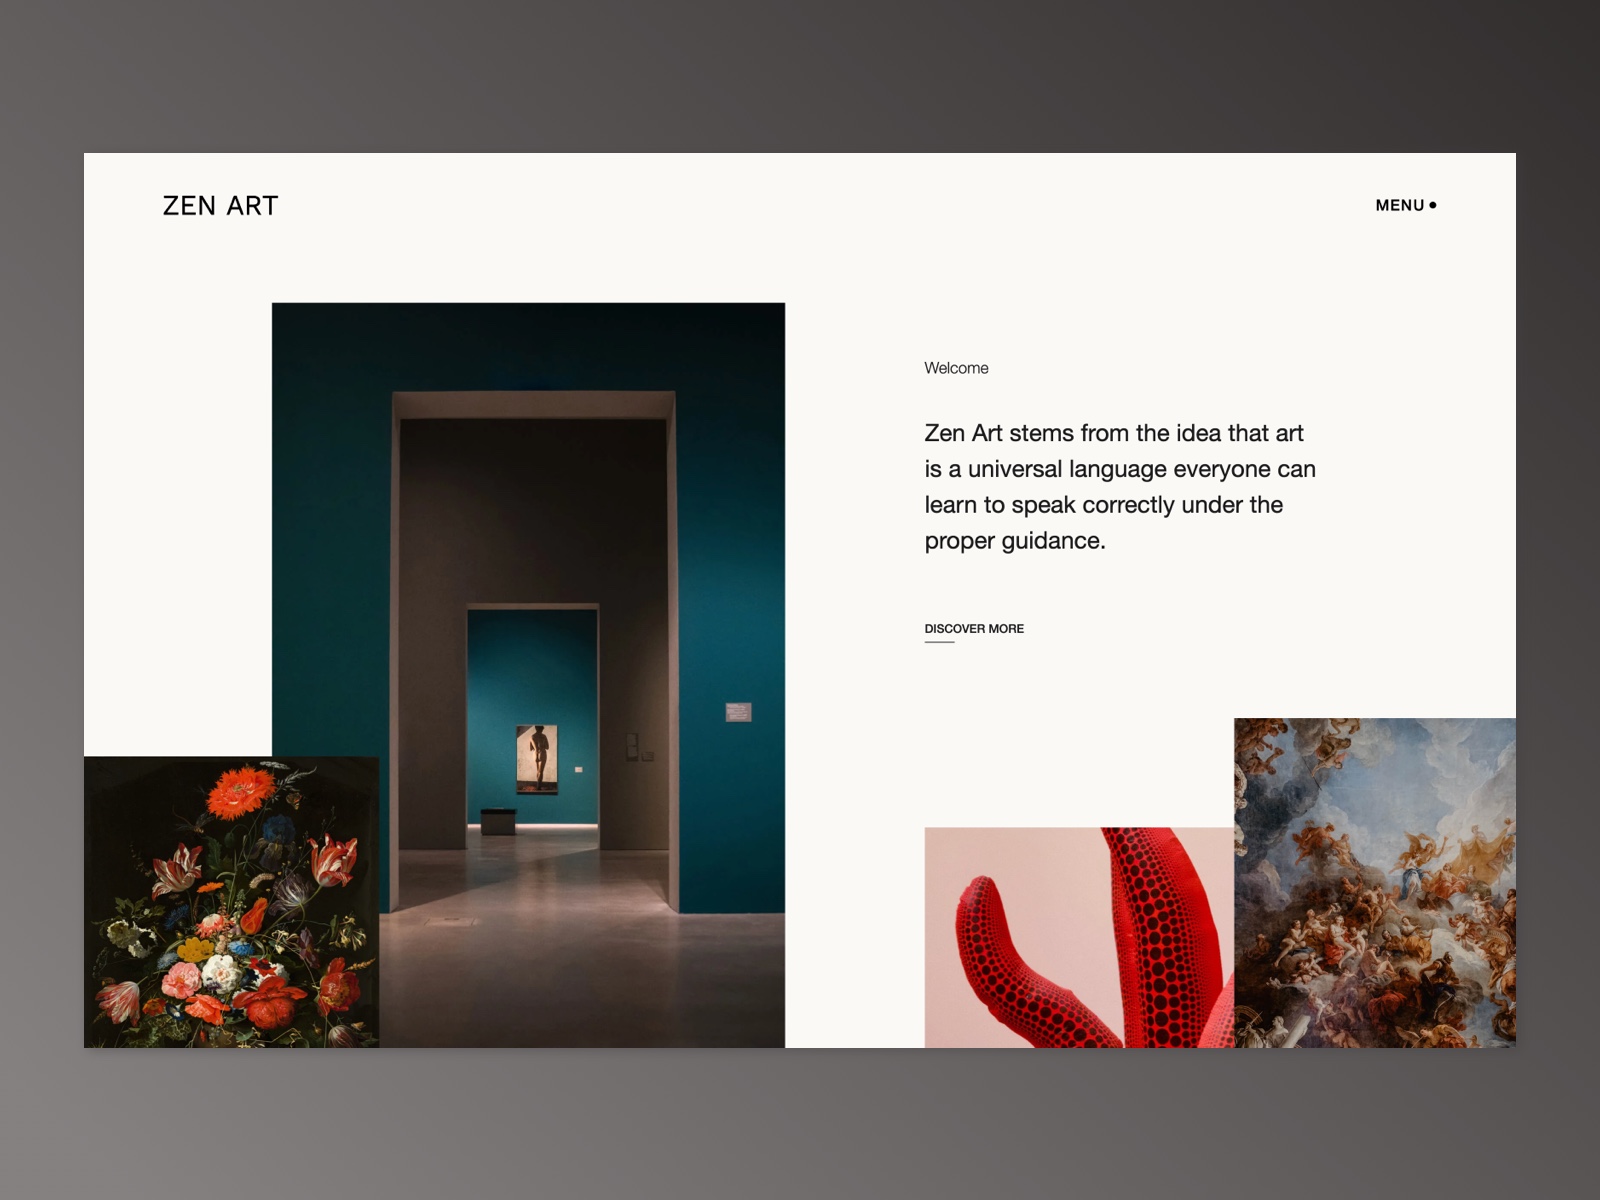 ZEN ART
MENU
Welcome
Zen Art stems from the idea that art
is a universal language everyone can
learn to speak correctly under the
proper guidance.
DISCOVER MORE